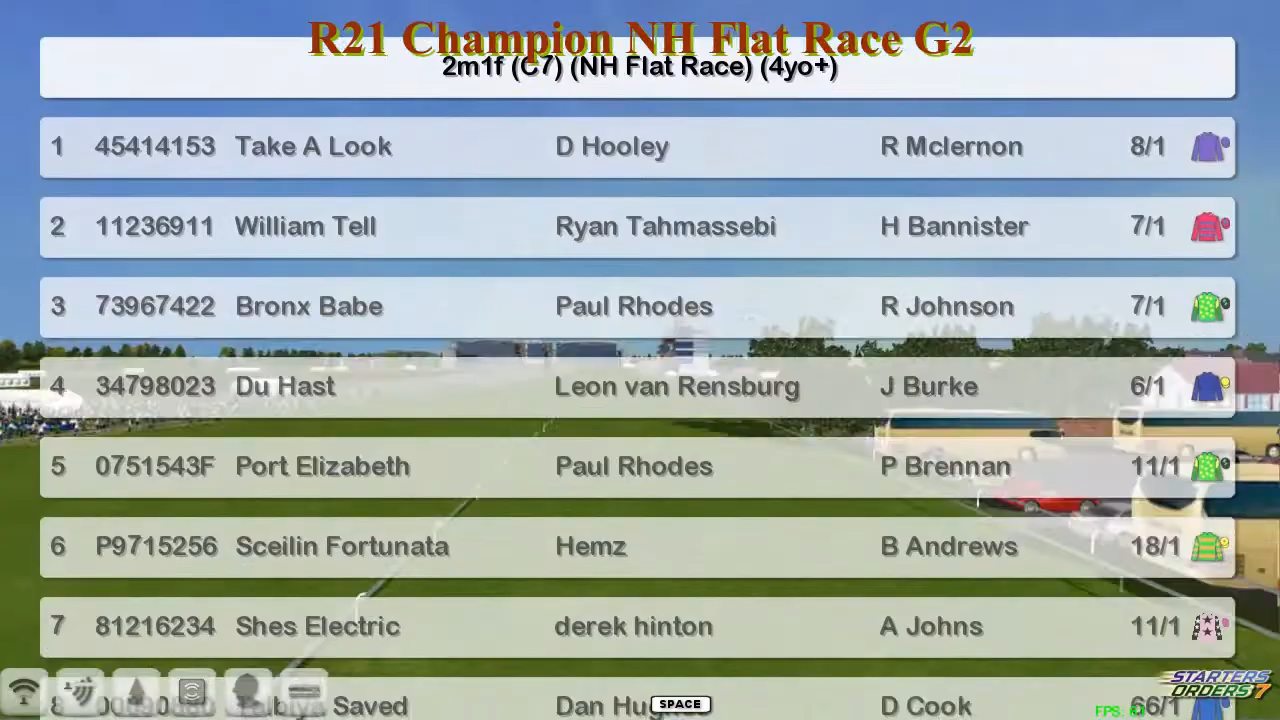 R21 Champion NH Flat Race G2
2m1f (C7) (NH Flat Race) (4yo+)
1 45414153 Take A Look D Hooley R Mclernon 8/1
2 11236911 William Tell Ryan Tahmassebi H Bannister 7/1
3 73967422 Bronx Babe Paul Rhodes R Johnson 7/1
4 34798023 Du Hast Leon van Rensburg J Burke 6/1
5 0751543F Port Elizabeth Paul Rhodes P Brennan 11/1
6 P9715256 Sceilin Fortunata Hemz B Andrews 18/1
7 81216234 Shes Electric derek hinton A Johns 11/1
8 Saved Dan D Cook 66/1
SPACE
FPS:
STARTERS ORDERS 7